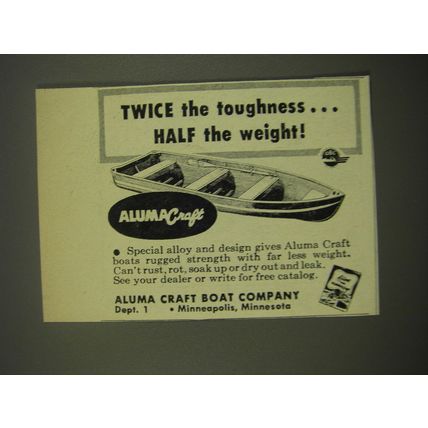 TWICE the toughness...
HALF the weight!
ALUMACraft
• Special alloy and design gives Aluma Craft
boats rugged strength with far less weight.
Can't rust, rot, soak up or dry out and leak.
See your dealer or write for free catalog.
ALUMA CRAFT BOAT COMPANY
Dept. 1 • Minneapolis, Minnesota